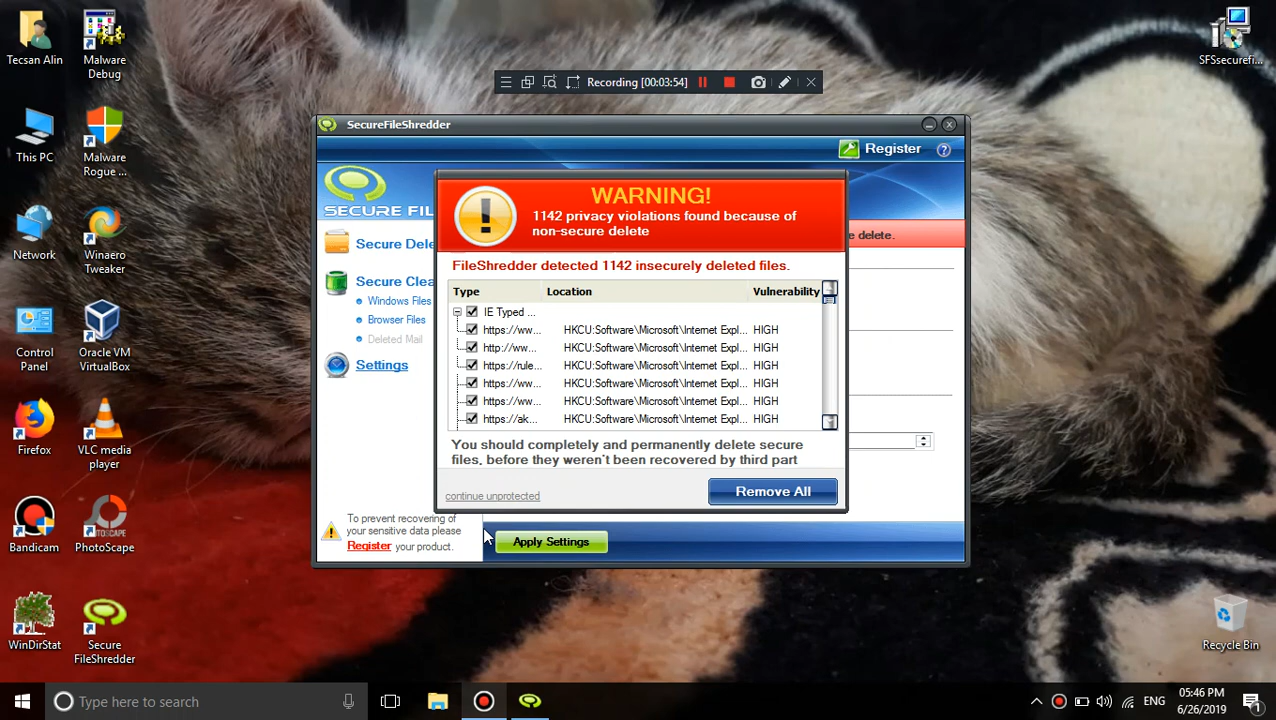 Tecsan Alin
Malware
Debug
This PC
Malware
Rogue ...
Network
Winaero
Tweaker
Control
Panel
Oracle VM
VirtualBox
Firefox
VLC media
player
Bandicam
PhotoScape
WinDirStat
Secure
FileShredder
SFSsecurefi...
Recycle Bin
Recording [00:03:54]
SecureFileShredder
Register
?
SECURE FIL
Secure Dele
Secure Clea
Windows Files
Browser Files
Deleted Mail
Settings
e delete.
WARNING!
1142 privacy violations found because of
non-secure delete
FileShredder detected 1142 insecurely deleted files.
Type Location Vulnerability
IE Typed ...
https://ww... HKCU:Software\Microsoft\Internet Expl... HIGH
http://ww... HKCU:Software\Microsoft\Internet Expl... HIGH
https://rule... HKCU:Software\Microsoft\Internet Expl... HIGH
https://ww... HKCU:Software\Microsoft\Internet Expl... HIGH
https://ww... HKCU:Software\Microsoft\Internet Expl... HIGH
https://ak... HKCU:Software\Microsoft\Internet Expl... HIGH
You should completely and permanently delete secure
files, before they weren't been recovered by third part
continue unprotected
Remove All
To prevent recovering of
your sensitive data please
Register your product.
Apply Settings
Type here to search
ENG
05:46 PM
6/26/2019
1